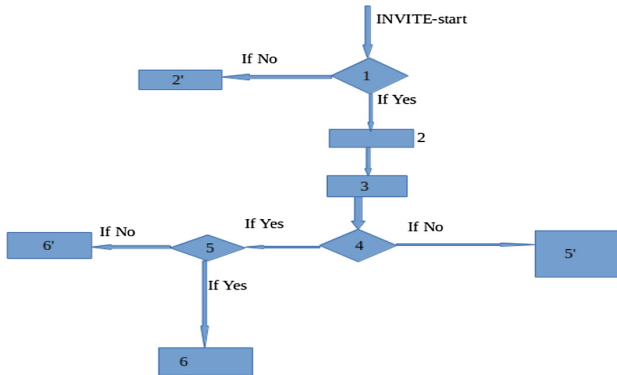 INVITE-start
If No
1
2'
If Yes
2
3
If Yes
If No
If No
6'
5
4
5'
If Yes
6